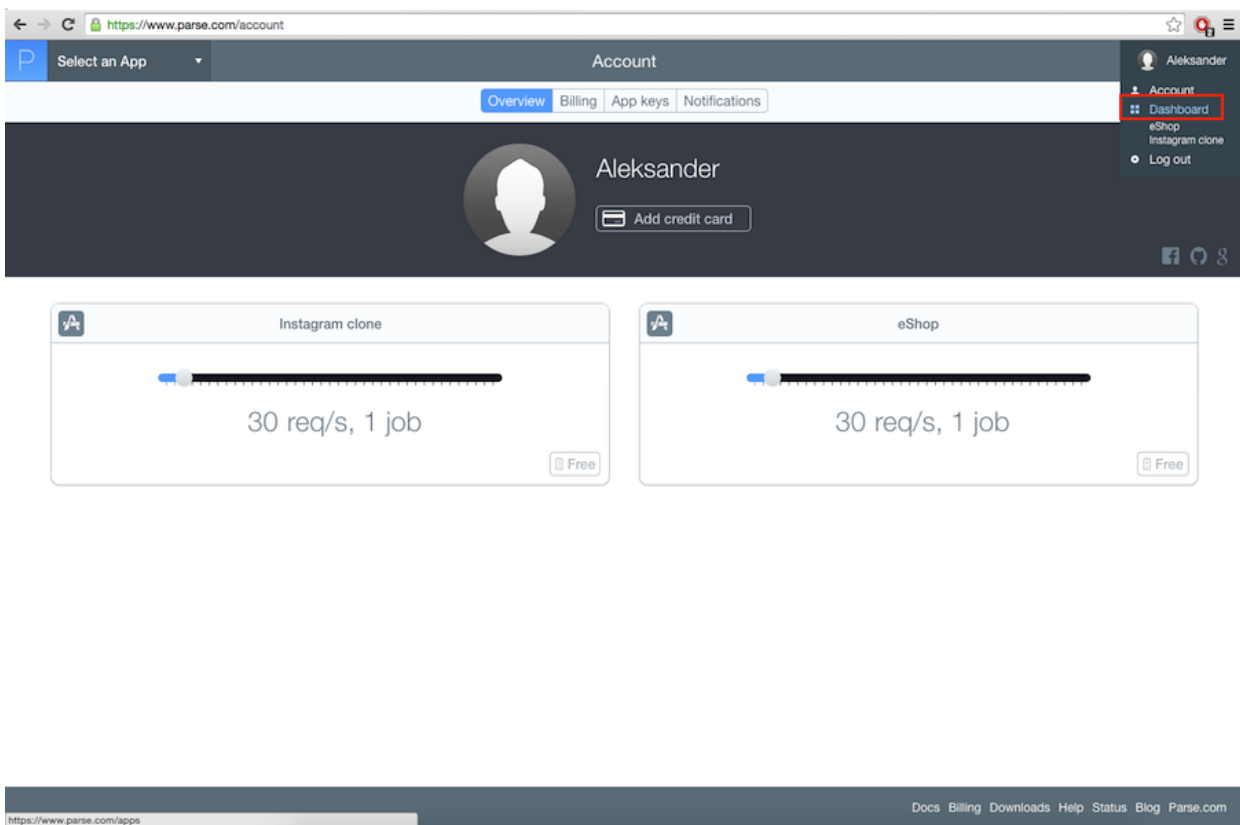 https://www.parse.com/account
2
P Select an App Account Aleksander
Overview Billing App keys Notifications
Account
Dashboard
eShop
Instagram clone
Log out
Aleksander
Add credit card
Instagram clone
30 req/s, 1 job
Free
eShop
30 req/s, 1 job
Free
Docs Billing Downloads Help Status Blog Parse.com
https://www.parse.com/apps